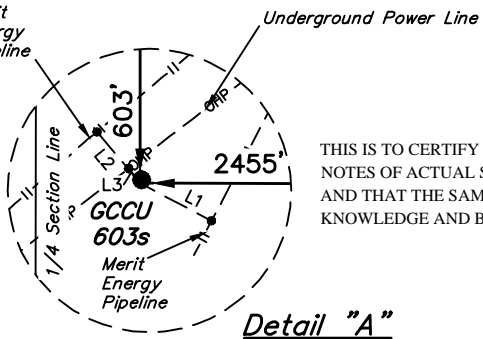 Energy
Pipeline
Underground Power Line
603'
OHP
OHP
2455'
L2
L3
L1
1/4 Section Line
GCCU
603s
Merit
Energy
Pipeline
Detail "A"
THIS IS TO CERTIFY
NOTES OF ACTUAL
AND THAT THE SAM
KNOWLEDGE AND B